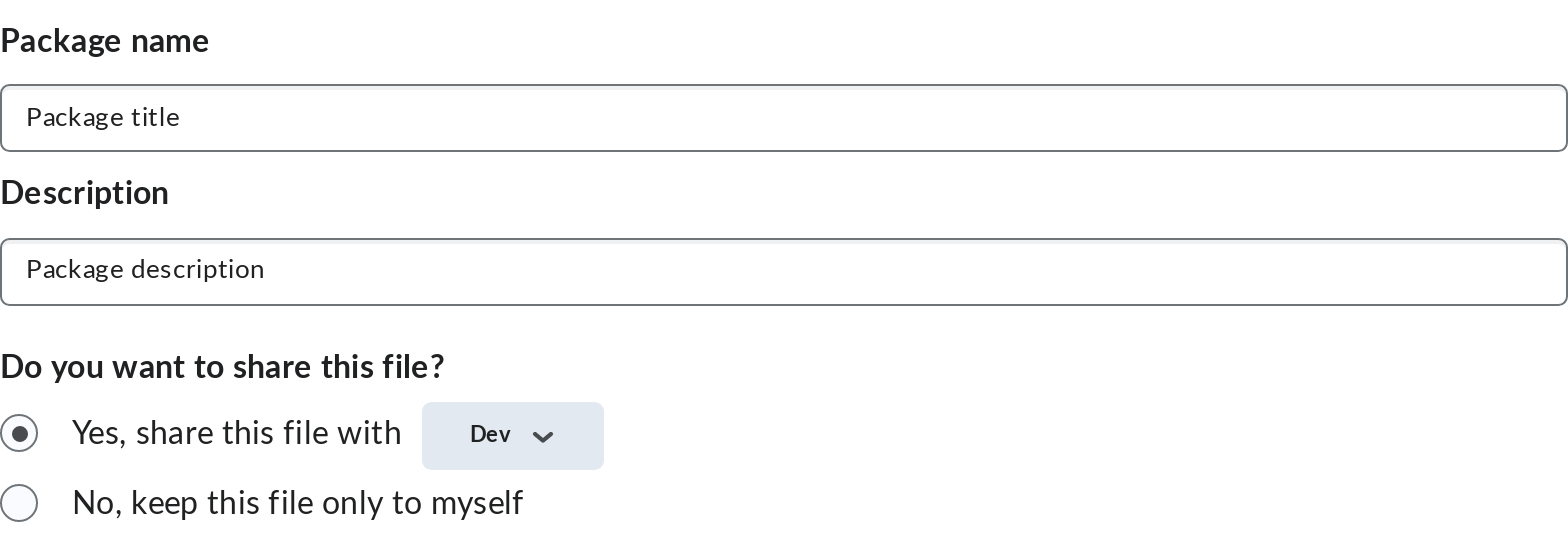 Package name
Package title
Description
Package description
Do you want to share this file?
Yes, share this file with Dev
No, keep this file only to myself